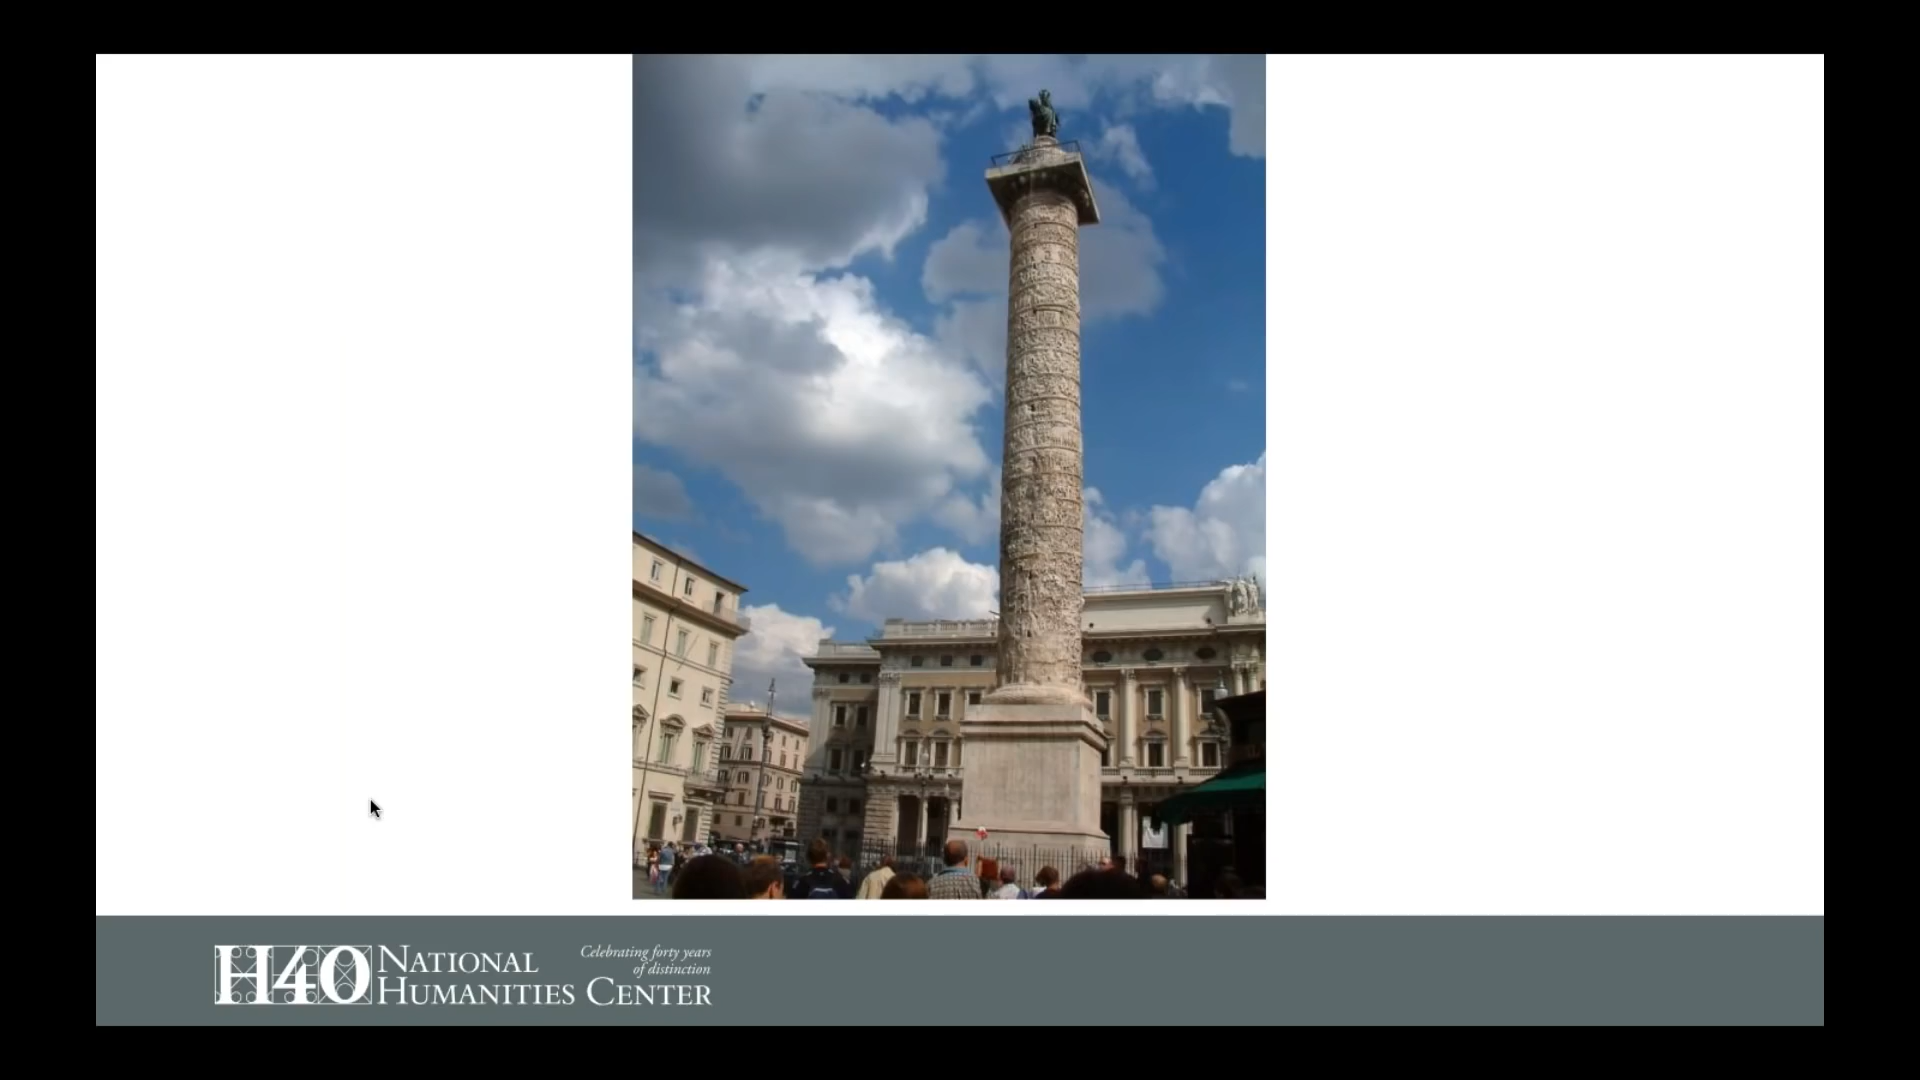 H40
NATIONAL
HUMANITIES CENTER
Celebrating forty years
of distinction